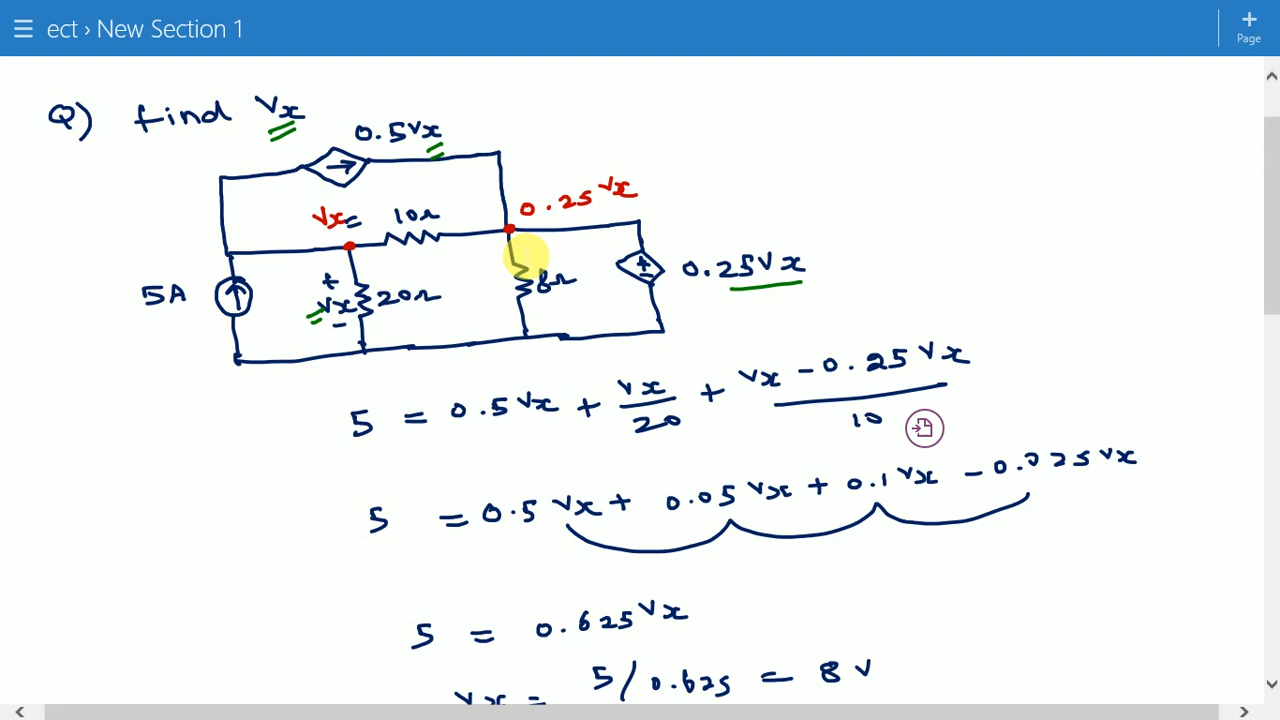 ect › New Section 1
Page
Q) find Vx
0.5Vx
Vx= 10Ω 0.25Vx
5A + Vx - 20Ω 8Ω + - 0.25Vx
5 = 0.5Vx + Vx/20 + Vx - 0.25Vx/10
5 = 0.5Vx + 0.05Vx + 0.1Vx - 0.025Vx
5 = 0.625Vx
Vx = 5/0.625 = 8V